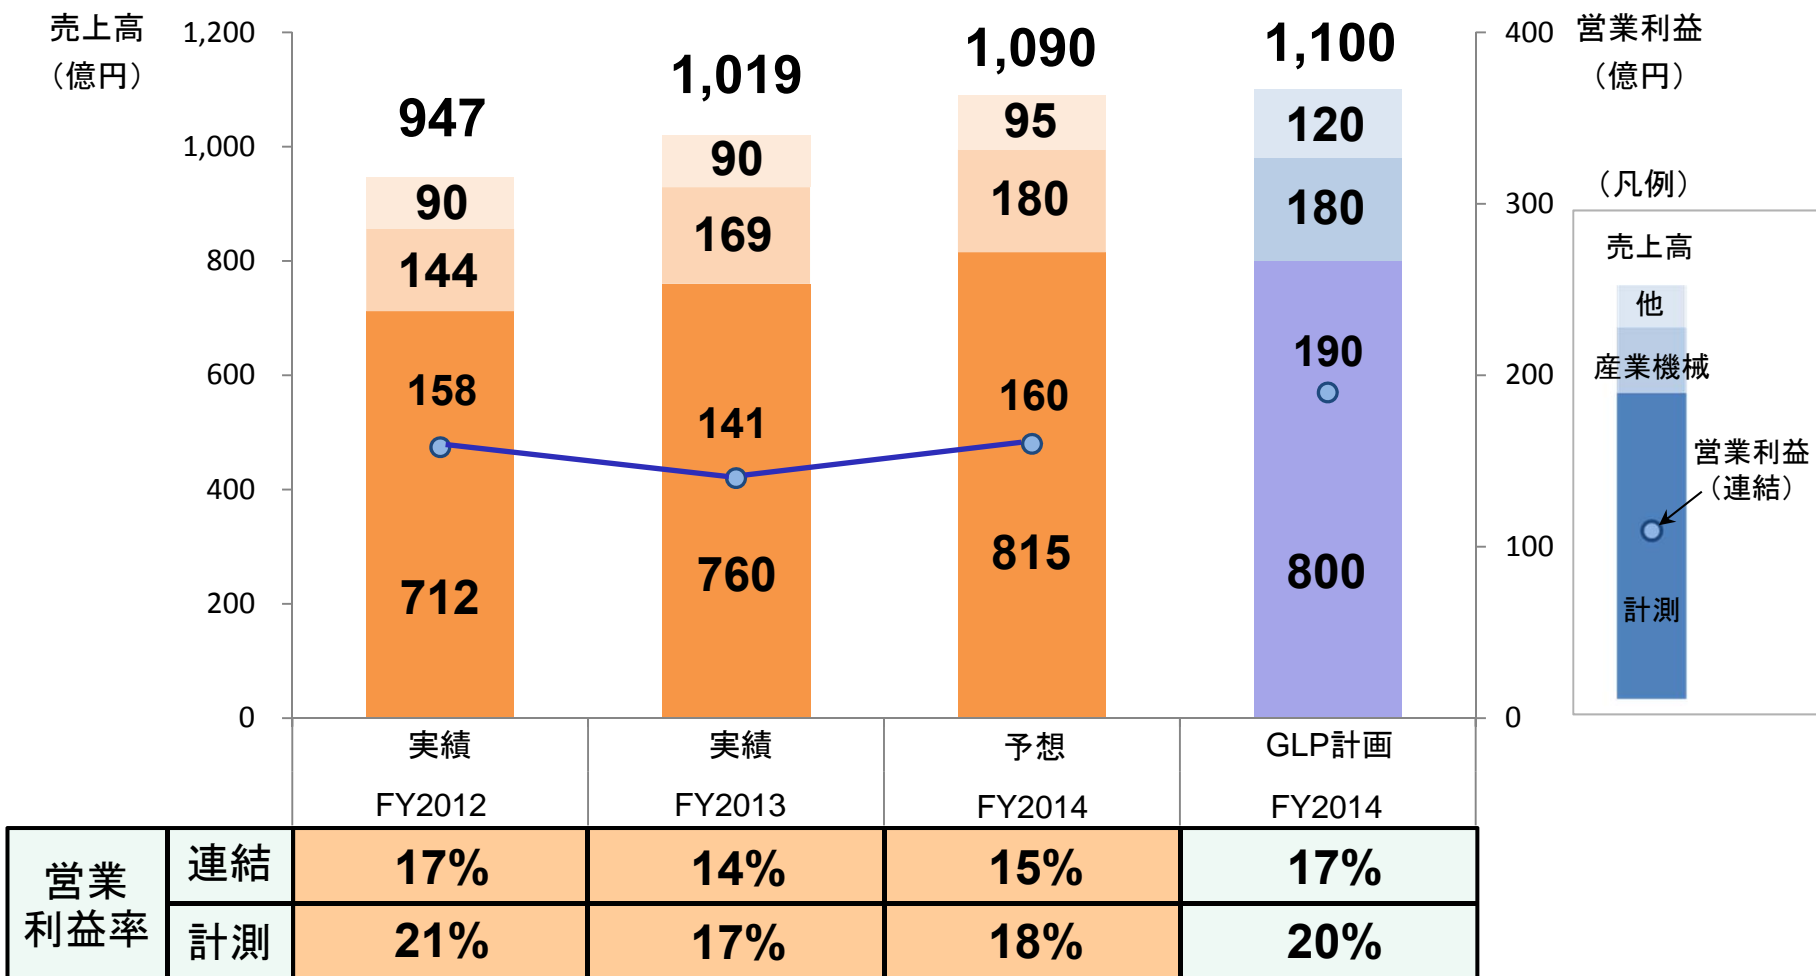 売上高
（億円）
1,200
1,000
800
600
400
200
0
947
90
144
158
712
1,019
90
169
141
760
1,090
95
180
160
815
1,100
120
180
190
800
400
300
200
100
0
営業利益
（億円）
（凡例）
売上高
他
産業機械
営業利益
（連結）
計測
実績
実績
予想
GLP計画
FY2012
FY2013
FY2014
FY2014
営業
利益率
連結
17%
14%
15%
17%
計測
21%
17%
18%
20%